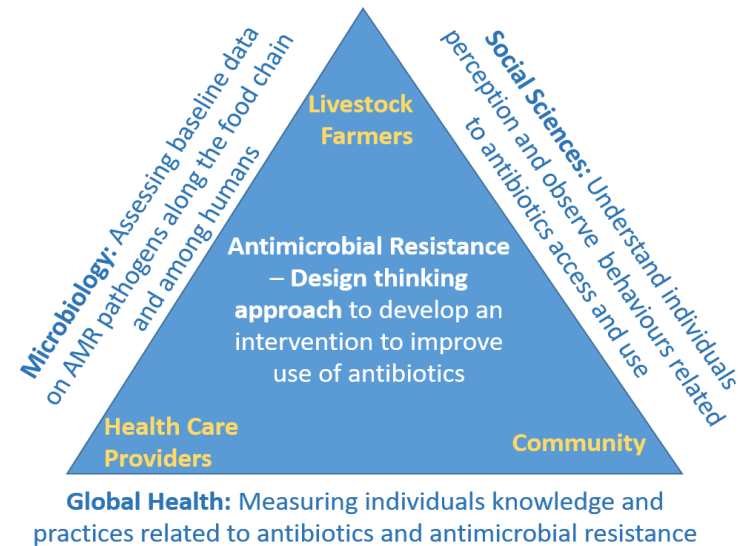 Microbiology: Assessing baseline data
on AMR pathogens along the food chain
and among humans
Social Sciences: Understand individuals
perception and observe behaviours related
to antibiotics access and use
Livestock
Farmers
Antimicrobial Resistance
– Design thinking
approach to develop an
intervention to improve
use of antibiotics
Health Care
Providers
Community
Global Health: Measuring individuals knowledge and
practices related to antibiotics and antimicrobial resistance